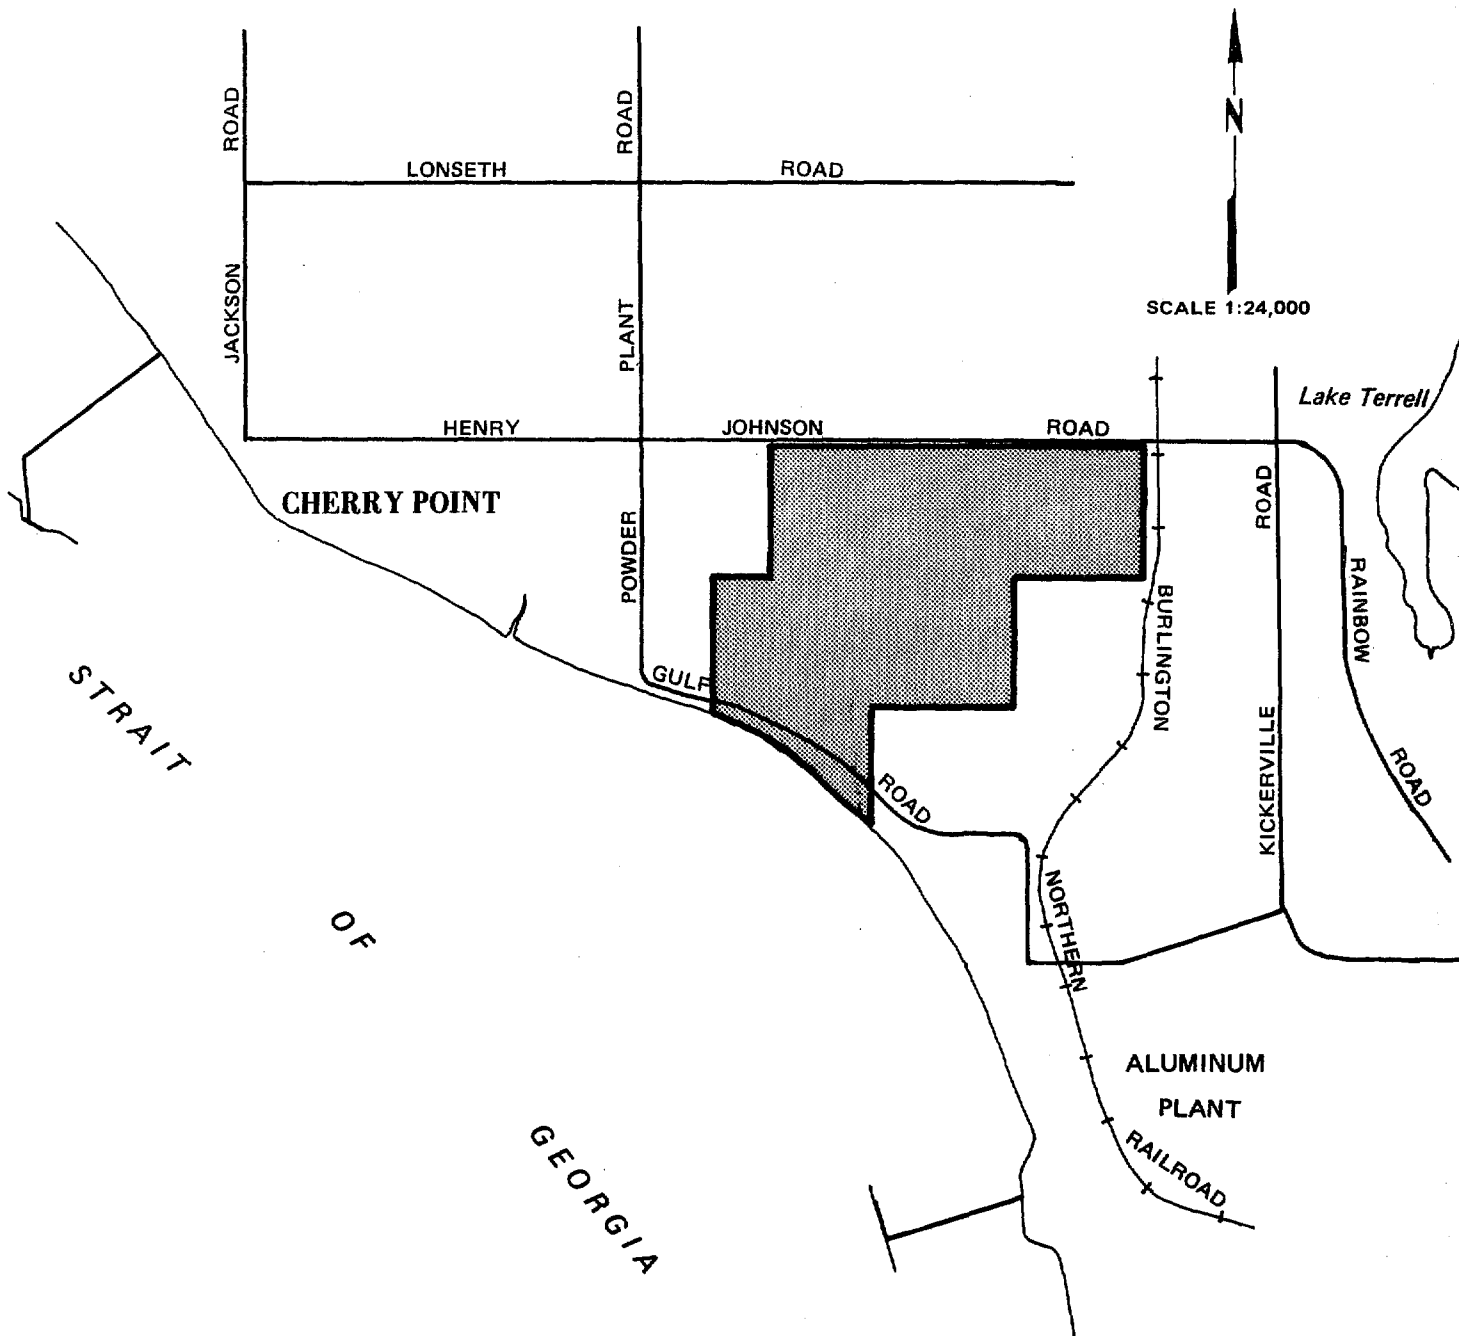 ROAD
ROAD
N
LONSETH ROAD
JACKSON
PLANT
SCALE 1:24,000
Lake Terrell
HENRY JOHNSON ROAD
CHERRY POINT
ROAD
POWDER
RAINBOW
BURLINGTON
GULF
STRAIT
ROAD
KICKERVILLE
ROAD
NORTHERN
OF
ALUMINUM
PLANT
RAILROAD
GEORGIA